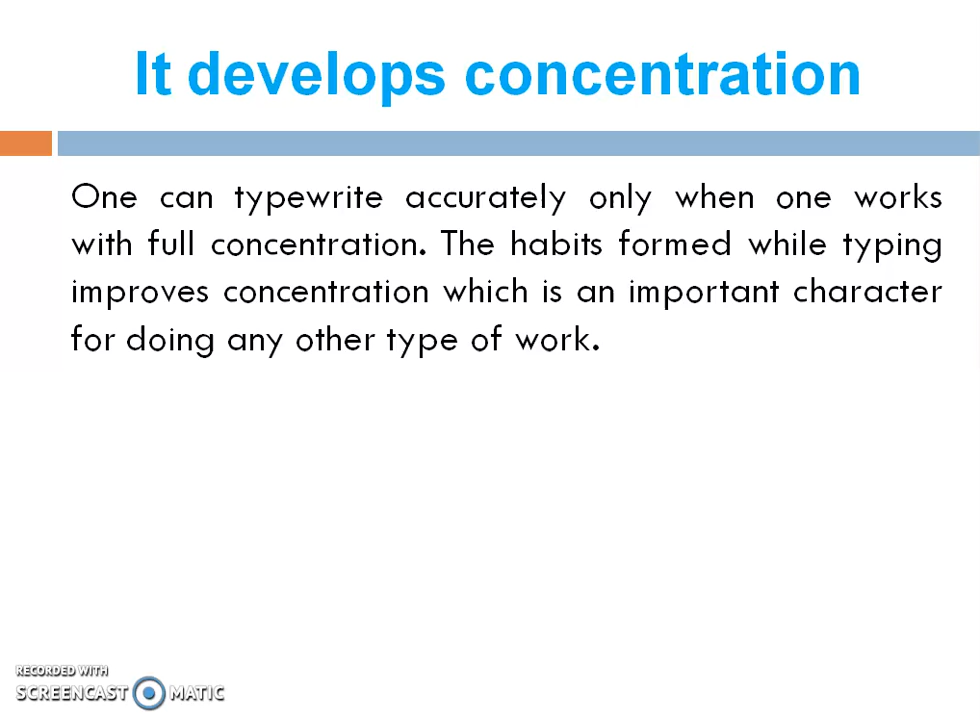 It develops concentration
One can typewrite accurately only when one works
with full concentration. The habits formed while typing
improves concentration which is an important character
for doing any other type of work.
RECORDED WITH
SCREENCAST MATIC